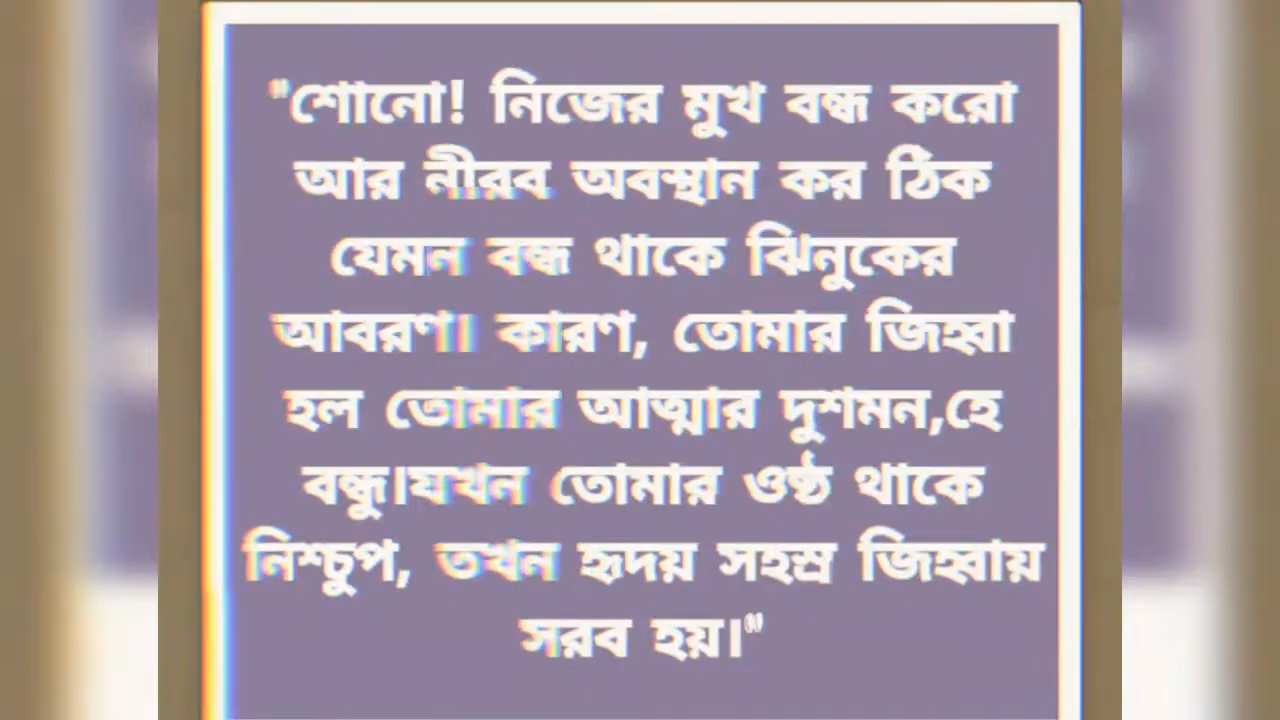 "শোনো! নিজের মুখ বন্ধ করো
আর নীরব অবস্থান কর ঠিক
যেমন বন্ধ থাকে ঝিনুকের
আবরণ। কারণ, তোমার জিহ্বা
হল তোমার আত্মার দুশমন,হে
বন্ধু।যখন তোমার ওষ্ঠ থাকে
নিশ্চুপ, তখন হৃদয় সহস্র জিহ্বায়
সরব হয়।"